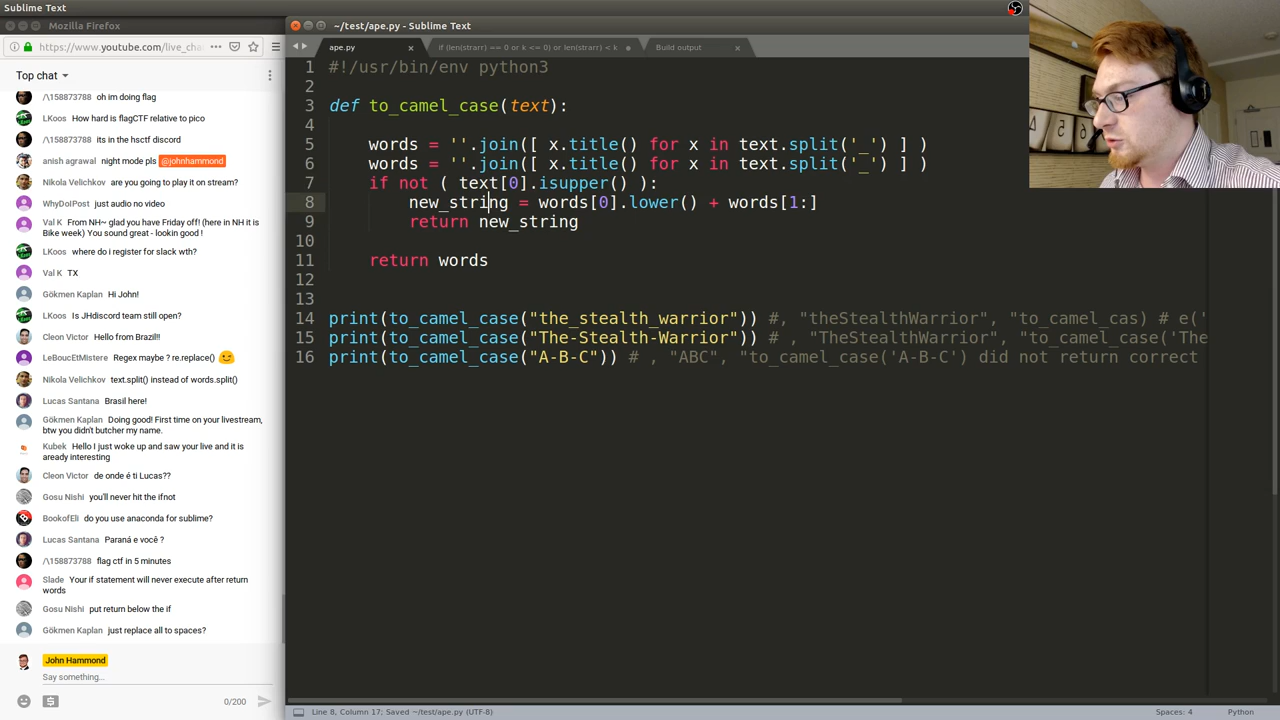 Sublime Text
Mozilla Firefox
https://www.youtube.com/live_cha
Top chat
/\158873788 oh im doing flag
LKoos How hard is flagCTF relative to pico
/\158873788 its in the hsctf discord
anish agrawal night mode pls @johnhammond
Nikola Velichkov are you going to play it on stream?
WhyDoIPost just audio no video
Val K From NH~ glad you have Friday off! (here in NH it is
Bike week) You sound great - lookin good !
LKoos where do i register for slack wth?
Val K TX
Gökmen Kaplan Hi John!
LKoos Is JHdiscord team still open?
Cleon Victor Hello from Brazil!!
LeBoucEtMistere Regex maybe ? re.replace()
Nikola Velichkov text.split() instead of words.split()
Lucas Santana Brasil here!
Gökmen Kaplan Doing good! First time on your livestream,
btw you didn't butcher my name.
Kubek Hello I just woke up and saw your live and it is
aready interesting
Cleon Victor de onde é ti Lucas??
Gosu Nishi you'll never hit the ifnot
BookofEli do you use anaconda for sublime?
Lucas Santana Paraná e você ?
/\158873788 flag ctf in 5 minutes
Slade Your if statement will never execute after return
words
Gosu Nishi put return below the if
Gökmen Kaplan just replace all to spaces?
John Hammond
Say something...
0/200
~/test/ape.py - Sublime Text
ape.py
if (len(strarr) == 0 or k <= 0) or len(strarr) < k
Build output
1 #!/usr/bin/env python3
2
3 def to_camel_case(text):
4
5 words = ''.join([ x.title() for x in text.split('_') ] )
6 words = ''.join([ x.title() for x in text.split('_') ] )
7 if not ( text[0].isupper() ):
8 new_string = words[0].lower() + words[1:]
9 return new_string
10
11 return words
12
13
14 print(to_camel_case("the_stealth_warrior")) #, "theStealthWarrior", "to_camel_cas) # e('
15 print(to_camel_case("The-Stealth-Warrior")) # , "TheStealthWarrior", "to_camel_case('The
16 print(to_camel_case("A-B-C")) # , "ABC", "to_camel_case('A-B-C') did not return correct
Line 8, Column 17; Saved ~/test/ape.py (UTF-8)
Spaces: 4
Python